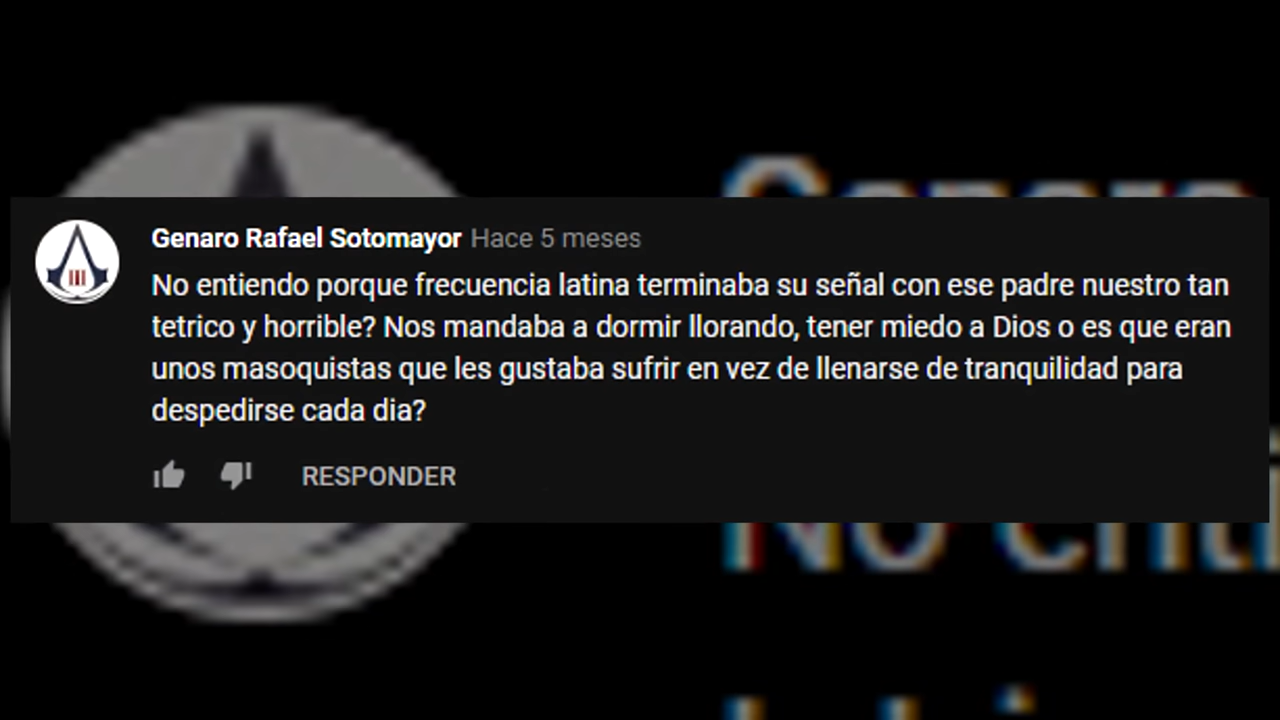 Genaro Rafael Sotomayor Hace 5 meses
No entiendo porque frecuencia latina terminaba su señal con ese padre nuestro tan
tetrico y horrible? Nos mandaba a dormir llorando, tener miedo a Dios o es que eran
unos masoquistas que les gustaba sufrir en vez de llenarse de tranquilidad para
despedirse cada dia?
RESPONDER